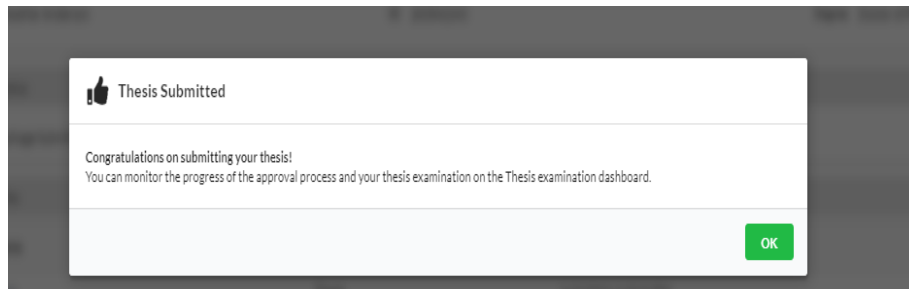 Thesis Submitted
Congratulations on submitting your thesis!
You can monitor the progress of the approval process and your thesis examination on the Thesis examination dashboard.
OK